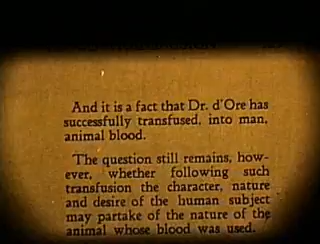 And it is a fact that Dr. d'Ore has
successfully transfused, into man,
animal blood.
The question still remains, how-
ever, whether following such
transfusion the character, nature
and desire of the human subject
may partake of the nature of the
animal whose blood was used.